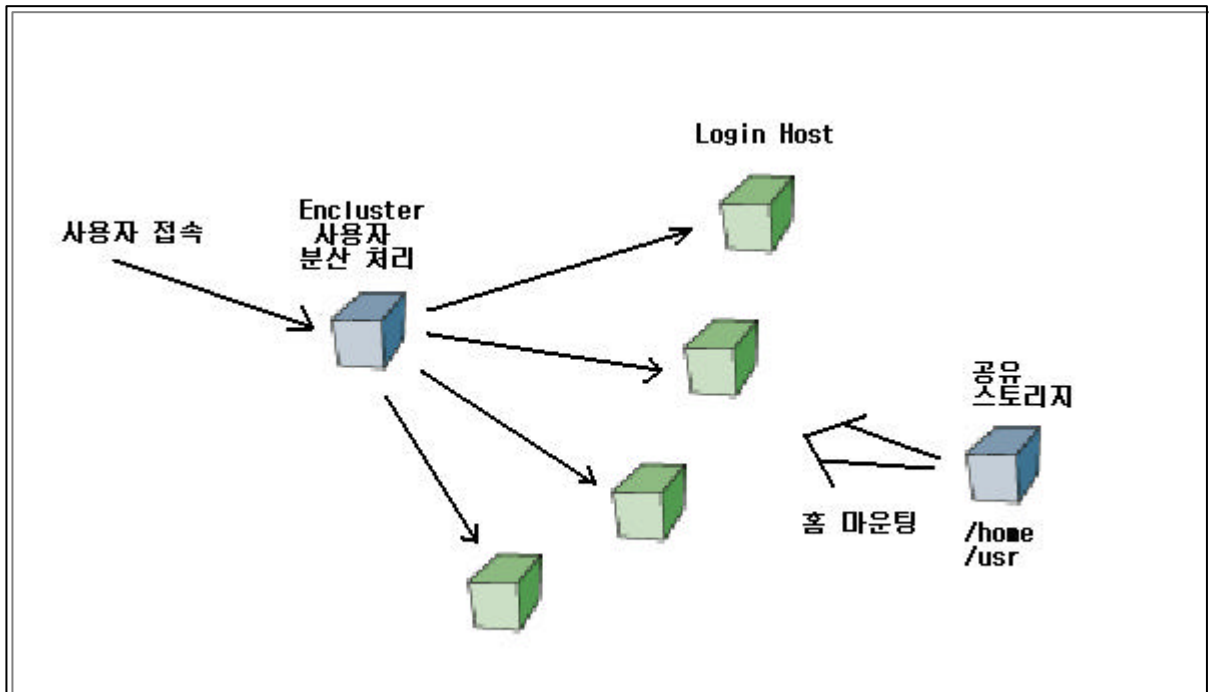 Login Host
사용자 접속
Encluster
사용자
분산 처리
공유
스토리지
홈 마운팅
/home
/usr